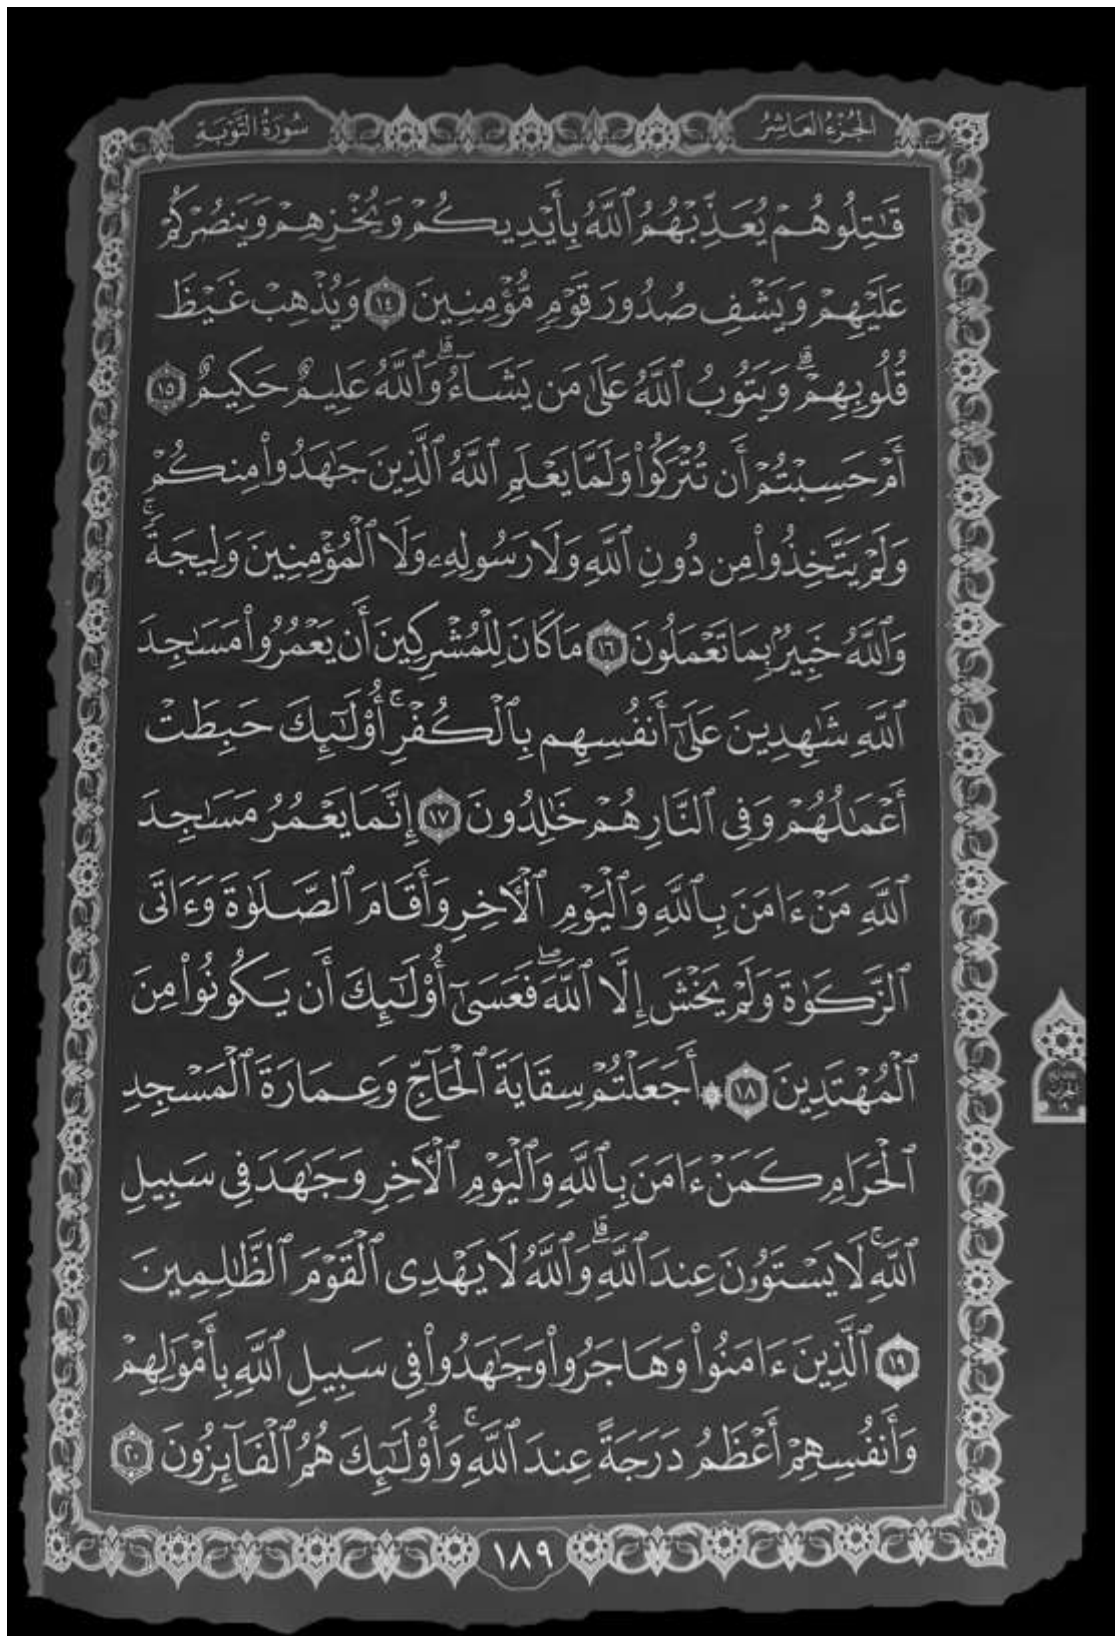 الجزء العاشر
سورة التوبة
قَٰتِلُوهُمْ يُعَذِّبْهُمُ ٱللَّهُ بِأَيْدِيكُمْ وَيُخْزِهِمْ وَيَنصُرْكُمْ
عَلَيْهِمْ وَيَشْفِ صُدُورَ قَوْمٍ مُّؤْمِنِينَ ١٤ وَيُذْهِبْ غَيْظَ
قُلُوبِهِمْ ۗ وَيَتُوبُ ٱللَّهُ عَلَىٰ مَن يَشَآءُ ۗ وَٱللَّهُ عَلِيمٌ حَكِيمٌ ١٥
أَمْ حَسِبْتُمْ أَن تُتْرَكُوا۟ وَلَمَّا يَعْلَمِ ٱللَّهُ ٱلَّذِينَ جَٰهَدُوا۟ مِنكُمْ
وَلَمْ يَتَّخِذُوا۟ مِن دُونِ ٱللَّهِ وَلَا رَسُولِهِۦ وَلَا ٱلْمُؤْمِنِينَ وَلِيجَةً ۚ
وَٱللَّهُ خَبِيرٌۢ بِمَا تَعْمَلُونَ ١٦ مَا كَانَ لِلْمُشْرِكِينَ أَن يَعْمُرُوا۟ مَسَٰجِدَ
ٱللَّهِ شَٰهِدِينَ عَلَىٰٓ أَنفُسِهِم بِٱلْكُفْرِ ۚ أُو۟لَٰٓئِكَ حَبِطَتْ
أَعْمَٰلُهُمْ وَفِى ٱلنَّارِ هُمْ خَٰلِدُونَ ١٧ إِنَّمَا يَعْمُرُ مَسَٰجِدَ
ٱللَّهِ مَنْ ءَامَنَ بِٱللَّهِ وَٱلْيَوْمِ ٱلْءَاخِرِ وَأَقَامَ ٱلصَّلَوٰةَ وَءَاتَى
ٱلزَّكَوٰةَ وَلَمْ يَخْشَ إِلَّا ٱللَّهَ ۖ فَعَسَىٰٓ أُو۟لَٰٓئِكَ أَن يَكُونُوا۟ مِنَ
ٱلْمُهْتَدِينَ ١٨ ۞ أَجَعَلْتُمْ سِقَايَةَ ٱلْحَآجِّ وَعِمَارَةَ ٱلْمَسْجِدِ
ٱلْحَرَامِ كَمَنْ ءَامَنَ بِٱللَّهِ وَٱلْيَوْمِ ٱلْءَاخِرِ وَجَٰهَدَ فِى سَبِيلِ
ٱللَّهِ ۚ لَا يَسْتَوُۥنَ عِندَ ٱللَّهِ ۗ وَٱللَّهُ لَا يَهْدِى ٱلْقَوْمَ ٱلظَّٰلِمِينَ
١٩ ٱلَّذِينَ ءَامَنُوا۟ وَهَاجَرُوا۟ وَجَٰهَدُوا۟ فِى سَبِيلِ ٱللَّهِ بِأَمْوَٰلِهِمْ
وَأَنفُسِهِمْ أَعْظَمُ دَرَجَةً عِندَ ٱللَّهِ ۚ وَأُو۟لَٰٓئِكَ هُمُ ٱلْفَآئِزُونَ ٢٠
١٨٩